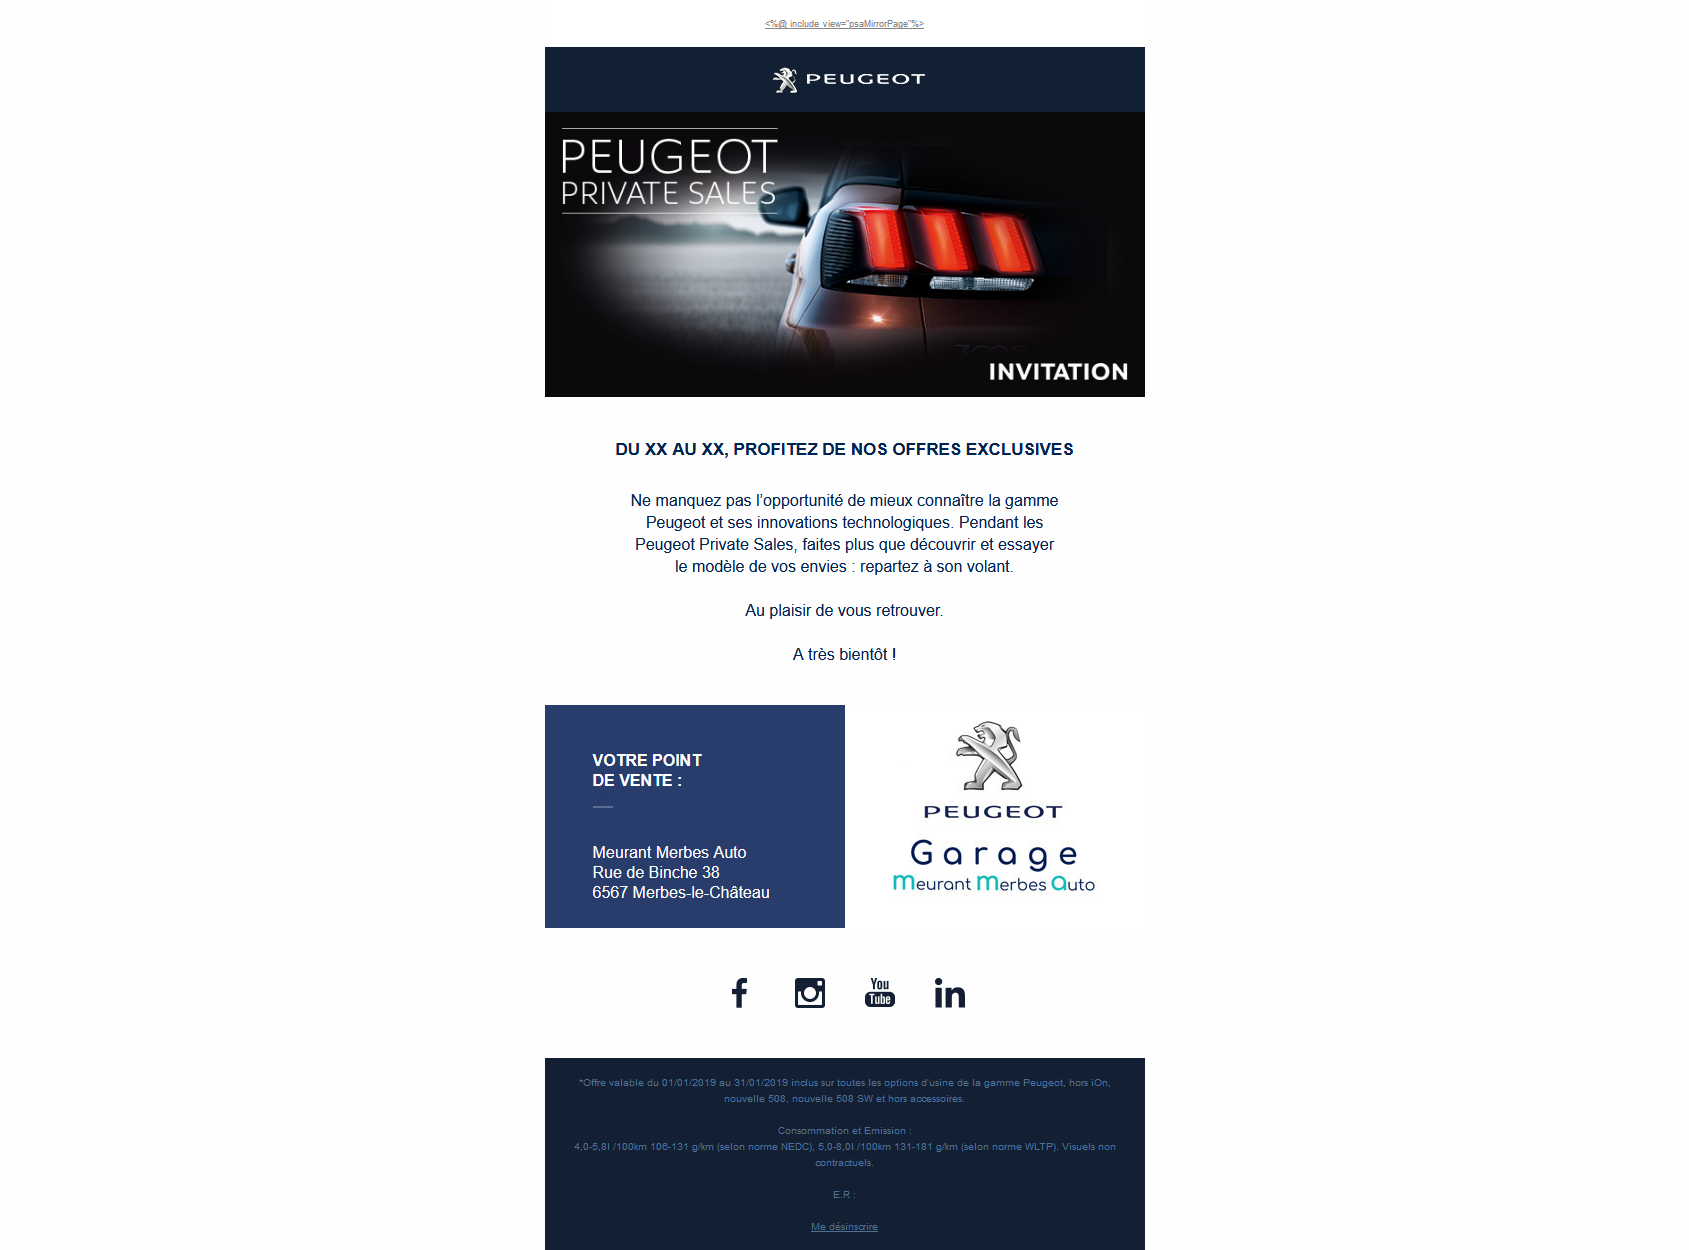 <%@ include view="psaMirrorPage"%>
PEUGEOT
PEUGEOT
PRIVATE SALES
INVITATION
DU XX AU XX, PROFITEZ DE NOS OFFRES EXCLUSIVES
Ne manquez pas l’opportunité de mieux connaître la gamme
Peugeot et ses innovations technologiques. Pendant les
Peugeot Private Sales, faites plus que découvrir et essayer
le modèle de vos envies : repartez à son volant.
Au plaisir de vous retrouver.
A très bientôt !
VOTRE POINT
DE VENTE :
Meurant Merbes Auto
Rue de Binche 38
6567 Merbes-le-Château
PEUGEOT
Garage
Meurant Merbes Auto
You
Tube
in
*Offre valable du 01/01/2019 au 31/01/2019 inclus sur toutes les options d'usine de la gamme Peugeot, hors iOn,
nouvelle 508, nouvelle 508 SW et hors accessoires.
Consommation et Emission :
4,0-5,8l /100km 106-131 g/km (selon norme NEDC), 5,0-8,0l /100km 131-181 g/km (selon norme WLTP). Visuels non
contractuels.
E.R :
Me désinscrire